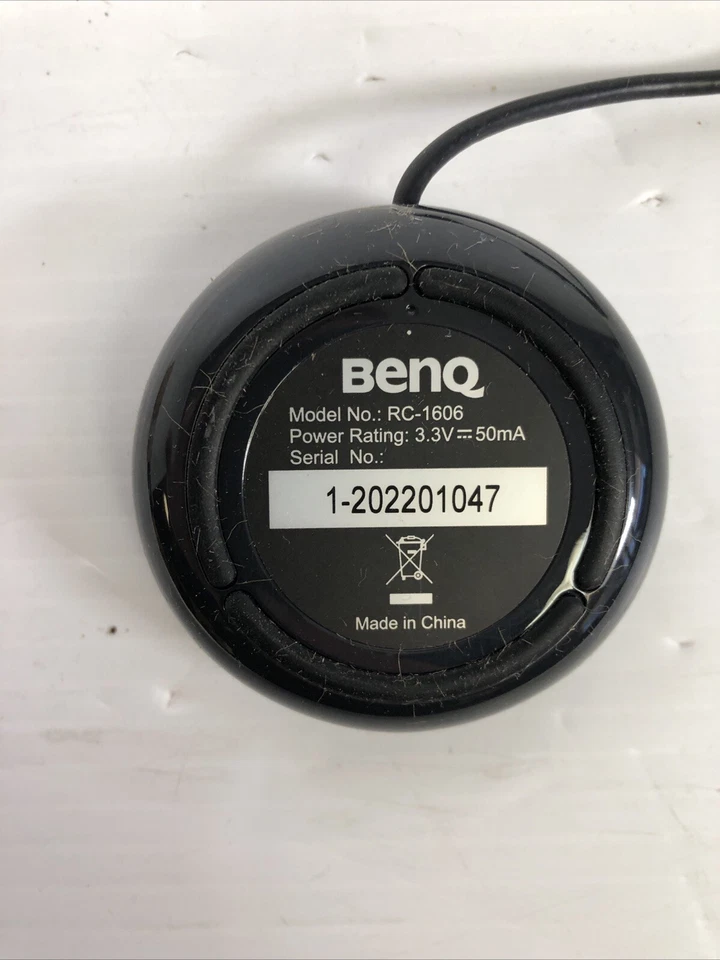 BenQ
Model No.: RC-1606
Power Rating: 3.3V⎓50mA
Serial No.:
1-202201047
Made in China